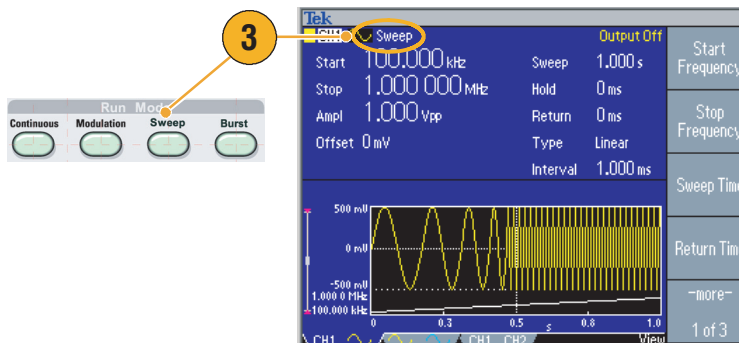 3
Run Mod
Continuous Modulation Sweep Burst
Tek
CH1 Sweep Output Off
Start 100.000 kHz Sweep 1.000 s
Stop 1.000 000 MHz Hold 0 ms
Ampl 1.000 Vpp Return 0 ms
Offset 0 mV Type Linear
Interval 1.000 ms
500 mV
0 mV
-500 mV
1.000 0 MHz
100.000 kHz
0 0.3 0.5 s 0.8 1.0
CH1 CH1 CH2 View
Start
Frequency
Stop
Frequency
Sweep Time
Return Tim
-more-
1 of 3